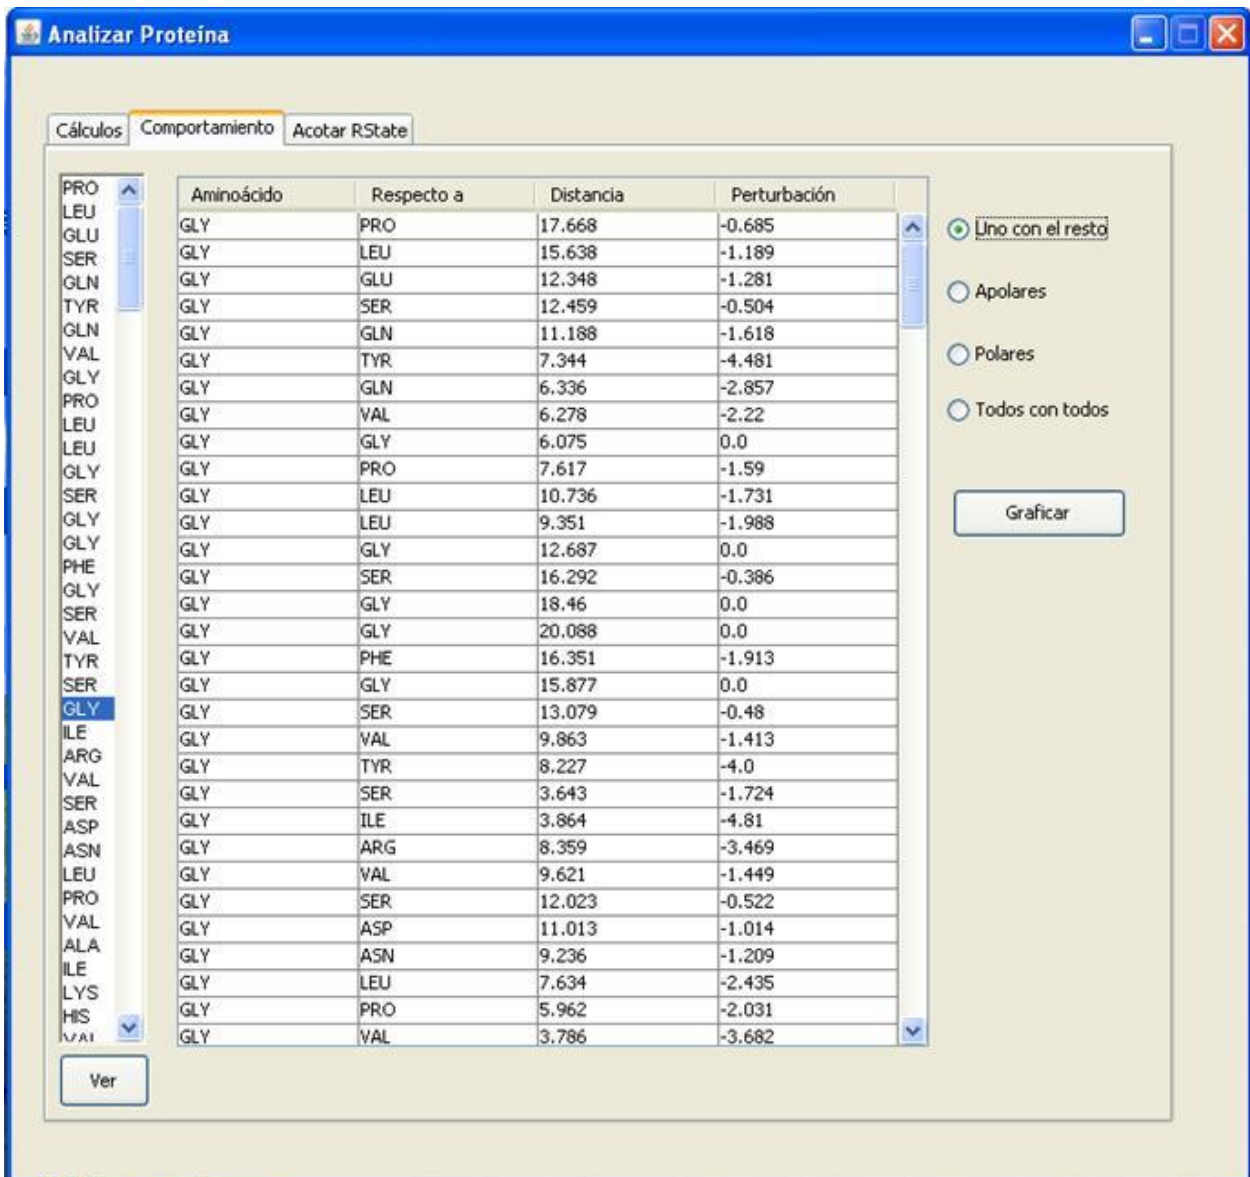 Analizar Proteína
Cálculos Comportamiento Acotar RState
PRO
LEU
GLU
SER
GLN
TYR
GLN
VAL
GLY
PRO
LEU
LEU
GLY
SER
GLY
GLY
PHE
GLY
SER
VAL
TYR
SER
GLY
ILE
ARG
VAL
SER
ASP
ASN
LEU
PRO
VAL
ALA
ILE
LYS
HIS
VAL
Ver
Aminoácido Respecto a Distancia Perturbación
GLY PRO 17.668 -0.685
GLY LEU 15.638 -1.189
GLY GLU 12.348 -1.281
GLY SER 12.459 -0.504
GLY GLN 11.188 -1.618
GLY TYR 7.344 -4.481
GLY GLN 6.336 -2.857
GLY VAL 6.278 -2.22
GLY GLY 6.075 0.0
GLY PRO 7.617 -1.59
GLY LEU 10.736 -1.731
GLY LEU 9.351 -1.988
GLY GLY 12.687 0.0
GLY SER 16.292 -0.386
GLY GLY 18.46 0.0
GLY GLY 20.088 0.0
GLY PHE 16.351 -1.913
GLY GLY 15.877 0.0
GLY SER 13.079 -0.48
GLY VAL 9.863 -1.413
GLY TYR 8.227 -4.0
GLY SER 3.643 -1.724
GLY ILE 3.864 -4.81
GLY ARG 8.359 -3.469
GLY VAL 9.621 -1.449
GLY SER 12.023 -0.522
GLY ASP 11.013 -1.014
GLY ASN 9.236 -1.209
GLY LEU 7.634 -2.435
GLY PRO 5.962 -2.031
GLY VAL 3.786 -3.682
Uno con el resto
Apolares
Polares
Todos con todos
Graficar